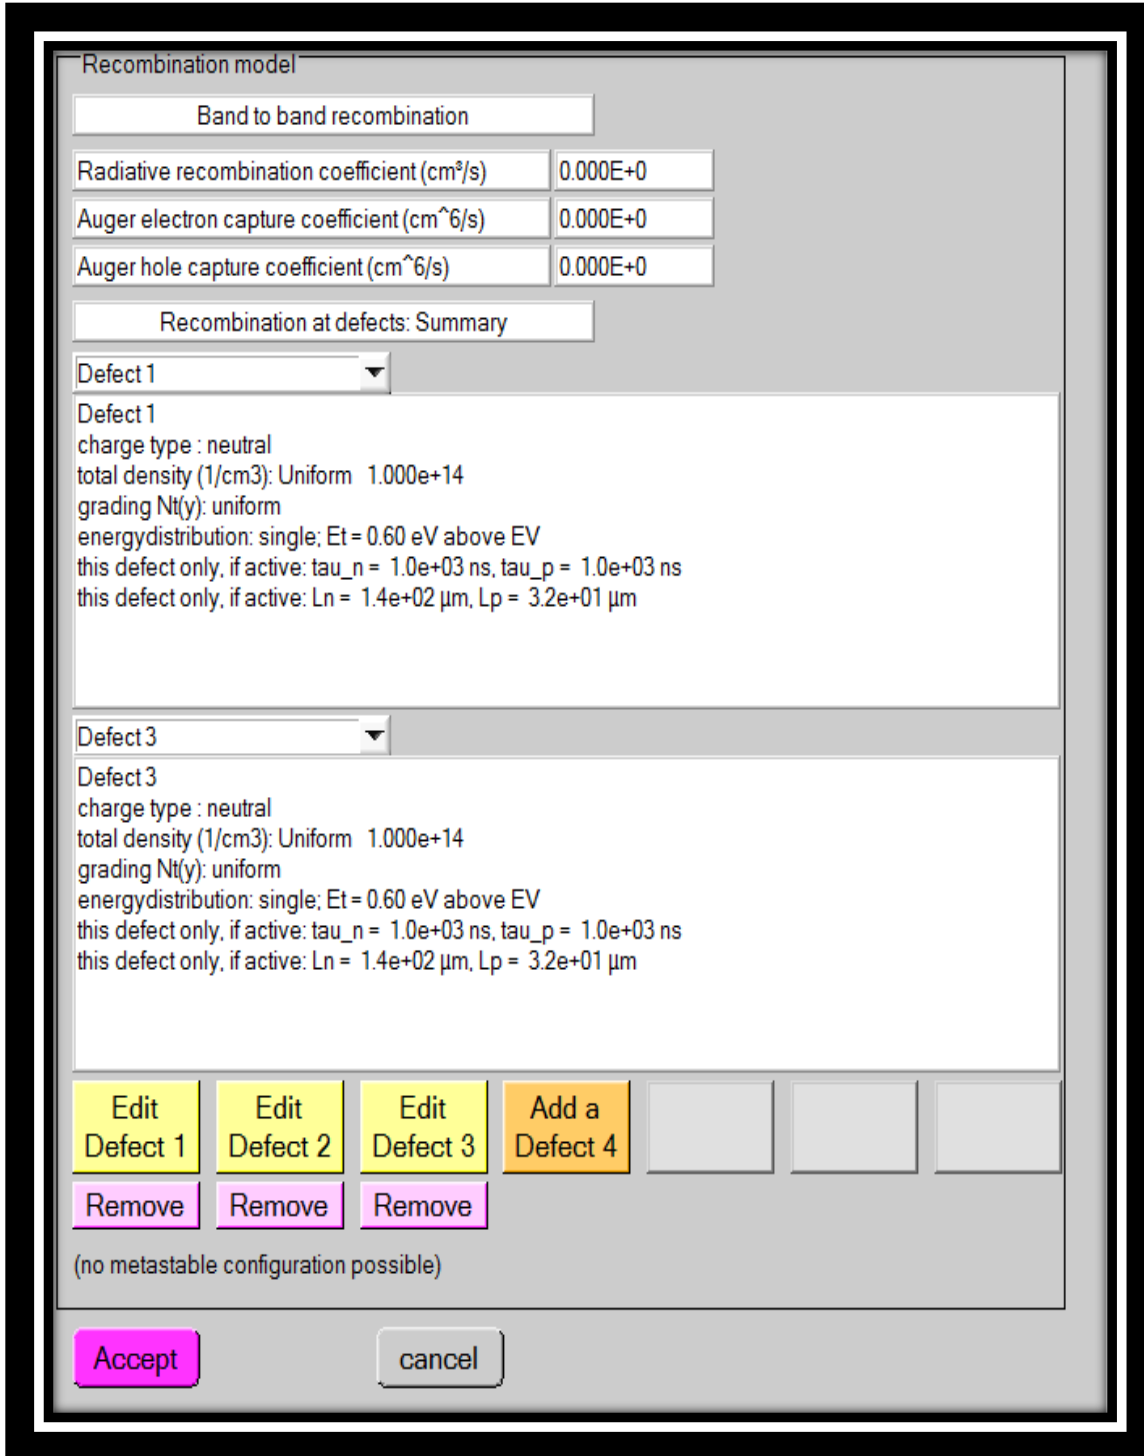 Recombination model
Band to band recombination
Radiative recombination coefficient (cm³/s) 0.000E+0
Auger electron capture coefficient (cm^6/s) 0.000E+0
Auger hole capture coefficient (cm^6/s) 0.000E+0
Recombination at defects: Summary
Defect 1
Defect 1
charge type : neutral
total density (1/cm3): Uniform 1.000e+14
grading Nt(y): uniform
energydistribution: single; Et = 0.60 eV above EV
this defect only, if active: tau_n = 1.0e+03 ns, tau_p = 1.0e+03 ns
this defect only, if active: Ln = 1.4e+02 µm, Lp = 3.2e+01 µm
Defect 3
Defect 3
charge type : neutral
total density (1/cm3): Uniform 1.000e+14
grading Nt(y): uniform
energydistribution: single; Et = 0.60 eV above EV
this defect only, if active: tau_n = 1.0e+03 ns, tau_p = 1.0e+03 ns
this defect only, if active: Ln = 1.4e+02 µm, Lp = 3.2e+01 µm
Edit Edit Edit Add a
Defect 1 Defect 2 Defect 3 Defect 4
Remove Remove Remove
(no metastable configuration possible)
Accept cancel